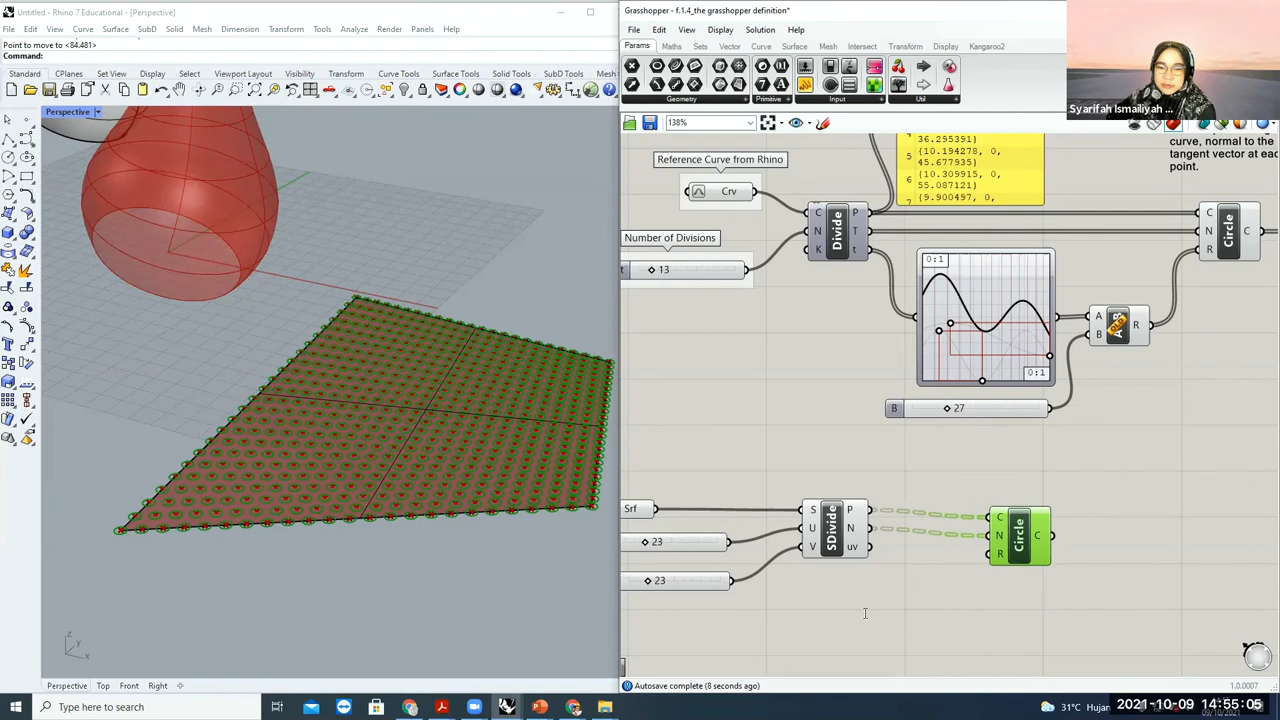 Untitled - Rhino 7 Educational - [Perspective]
File Edit View Curve Surface SubD Solid Mesh Dimension Transform Tools Analyze Render Panels Help
Point to move to <84.481>
Command:
Standard CPlanes Set View Display Select Viewport Layout Visibility Transform Curve Tools Surface Tools Solid Tools SubD Tools Mesh
Perspective
z
y
x
Perspective Top Front Right
Grasshopper - f.1.4_the grasshopper definition*
File Edit View Display Solution Help
Params Maths Sets Vector Curve Surface Mesh Intersect Transform Display Kangaroo2
Geometry Primitive Input Util
138%
Syarifah Ismailiyah ...
Reference Curve from Rhino
Crv
Number of Divisions
13
C
N
K
Divide
P
T
t
36.295391}
5 {10.194278, 0,
45.677935}
6 {10.309915, 0,
55.087121}
{9.900497, 0,
curve, normal to the
tangent vector at each
point.
C
N
R
Circle
C
0:1
0:1
A
B
R
B 27
Srf
23
23
S
U
V
SDivide
P
N
uv
C
N
R
Circle
C
Autosave complete (8 seconds ago)
1.0.0007
Type here to search
31°C Hujan
2021-10-09 14:55:05